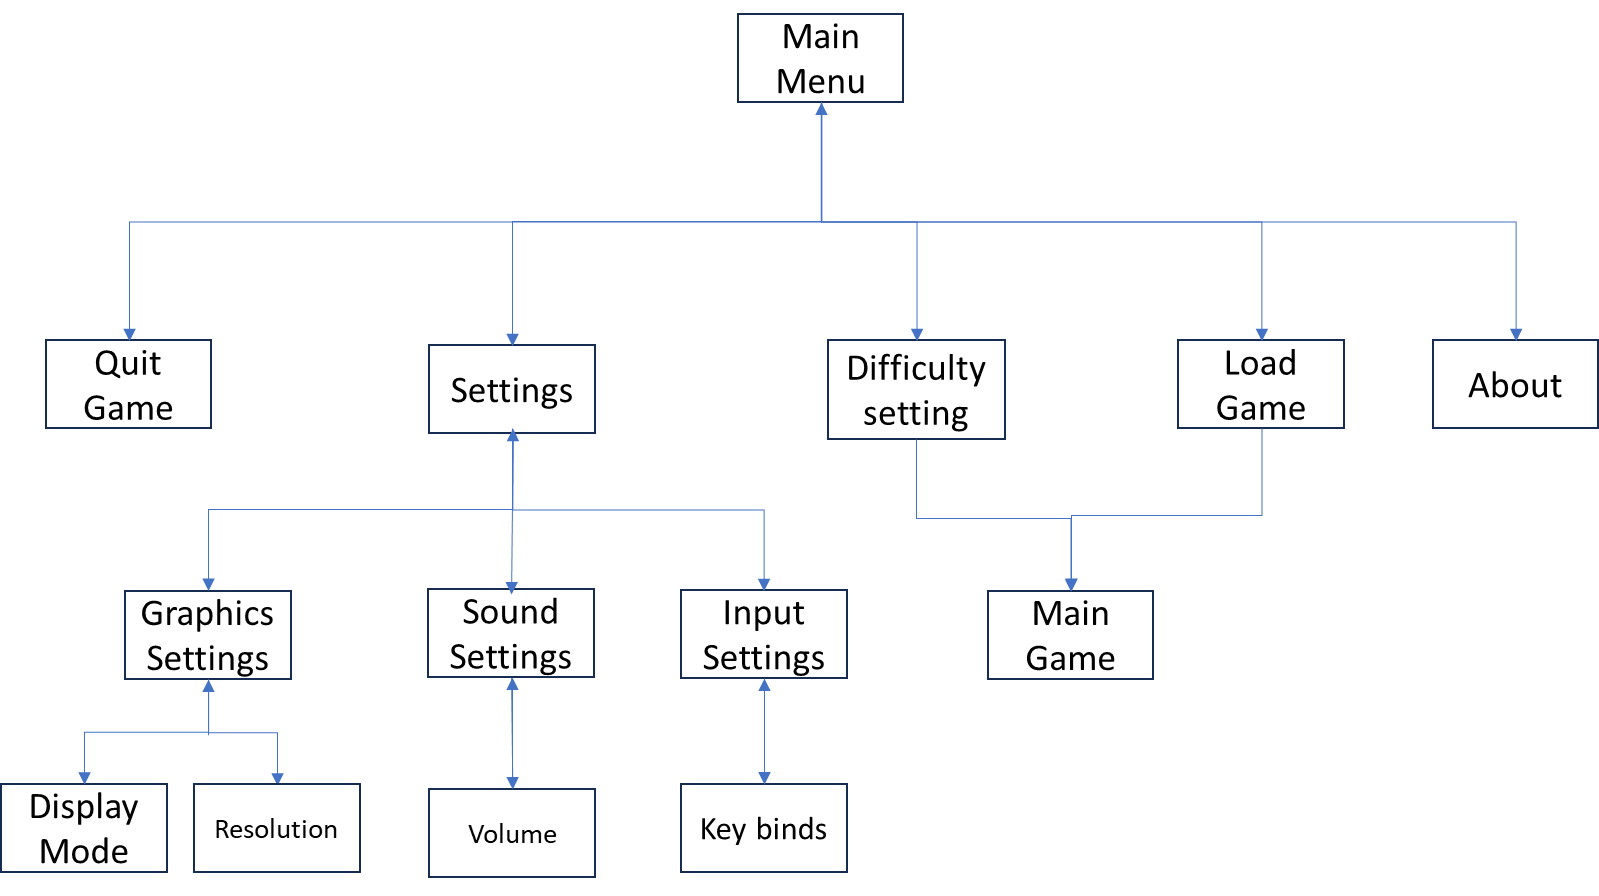 Main
Menu
Quit
Game
Settings
Difficulty
setting
Load
Game
About
Graphics
Settings
Sound
Settings
Input
Settings
Main
Game
Display
Mode
Resolution
Volume
Key binds